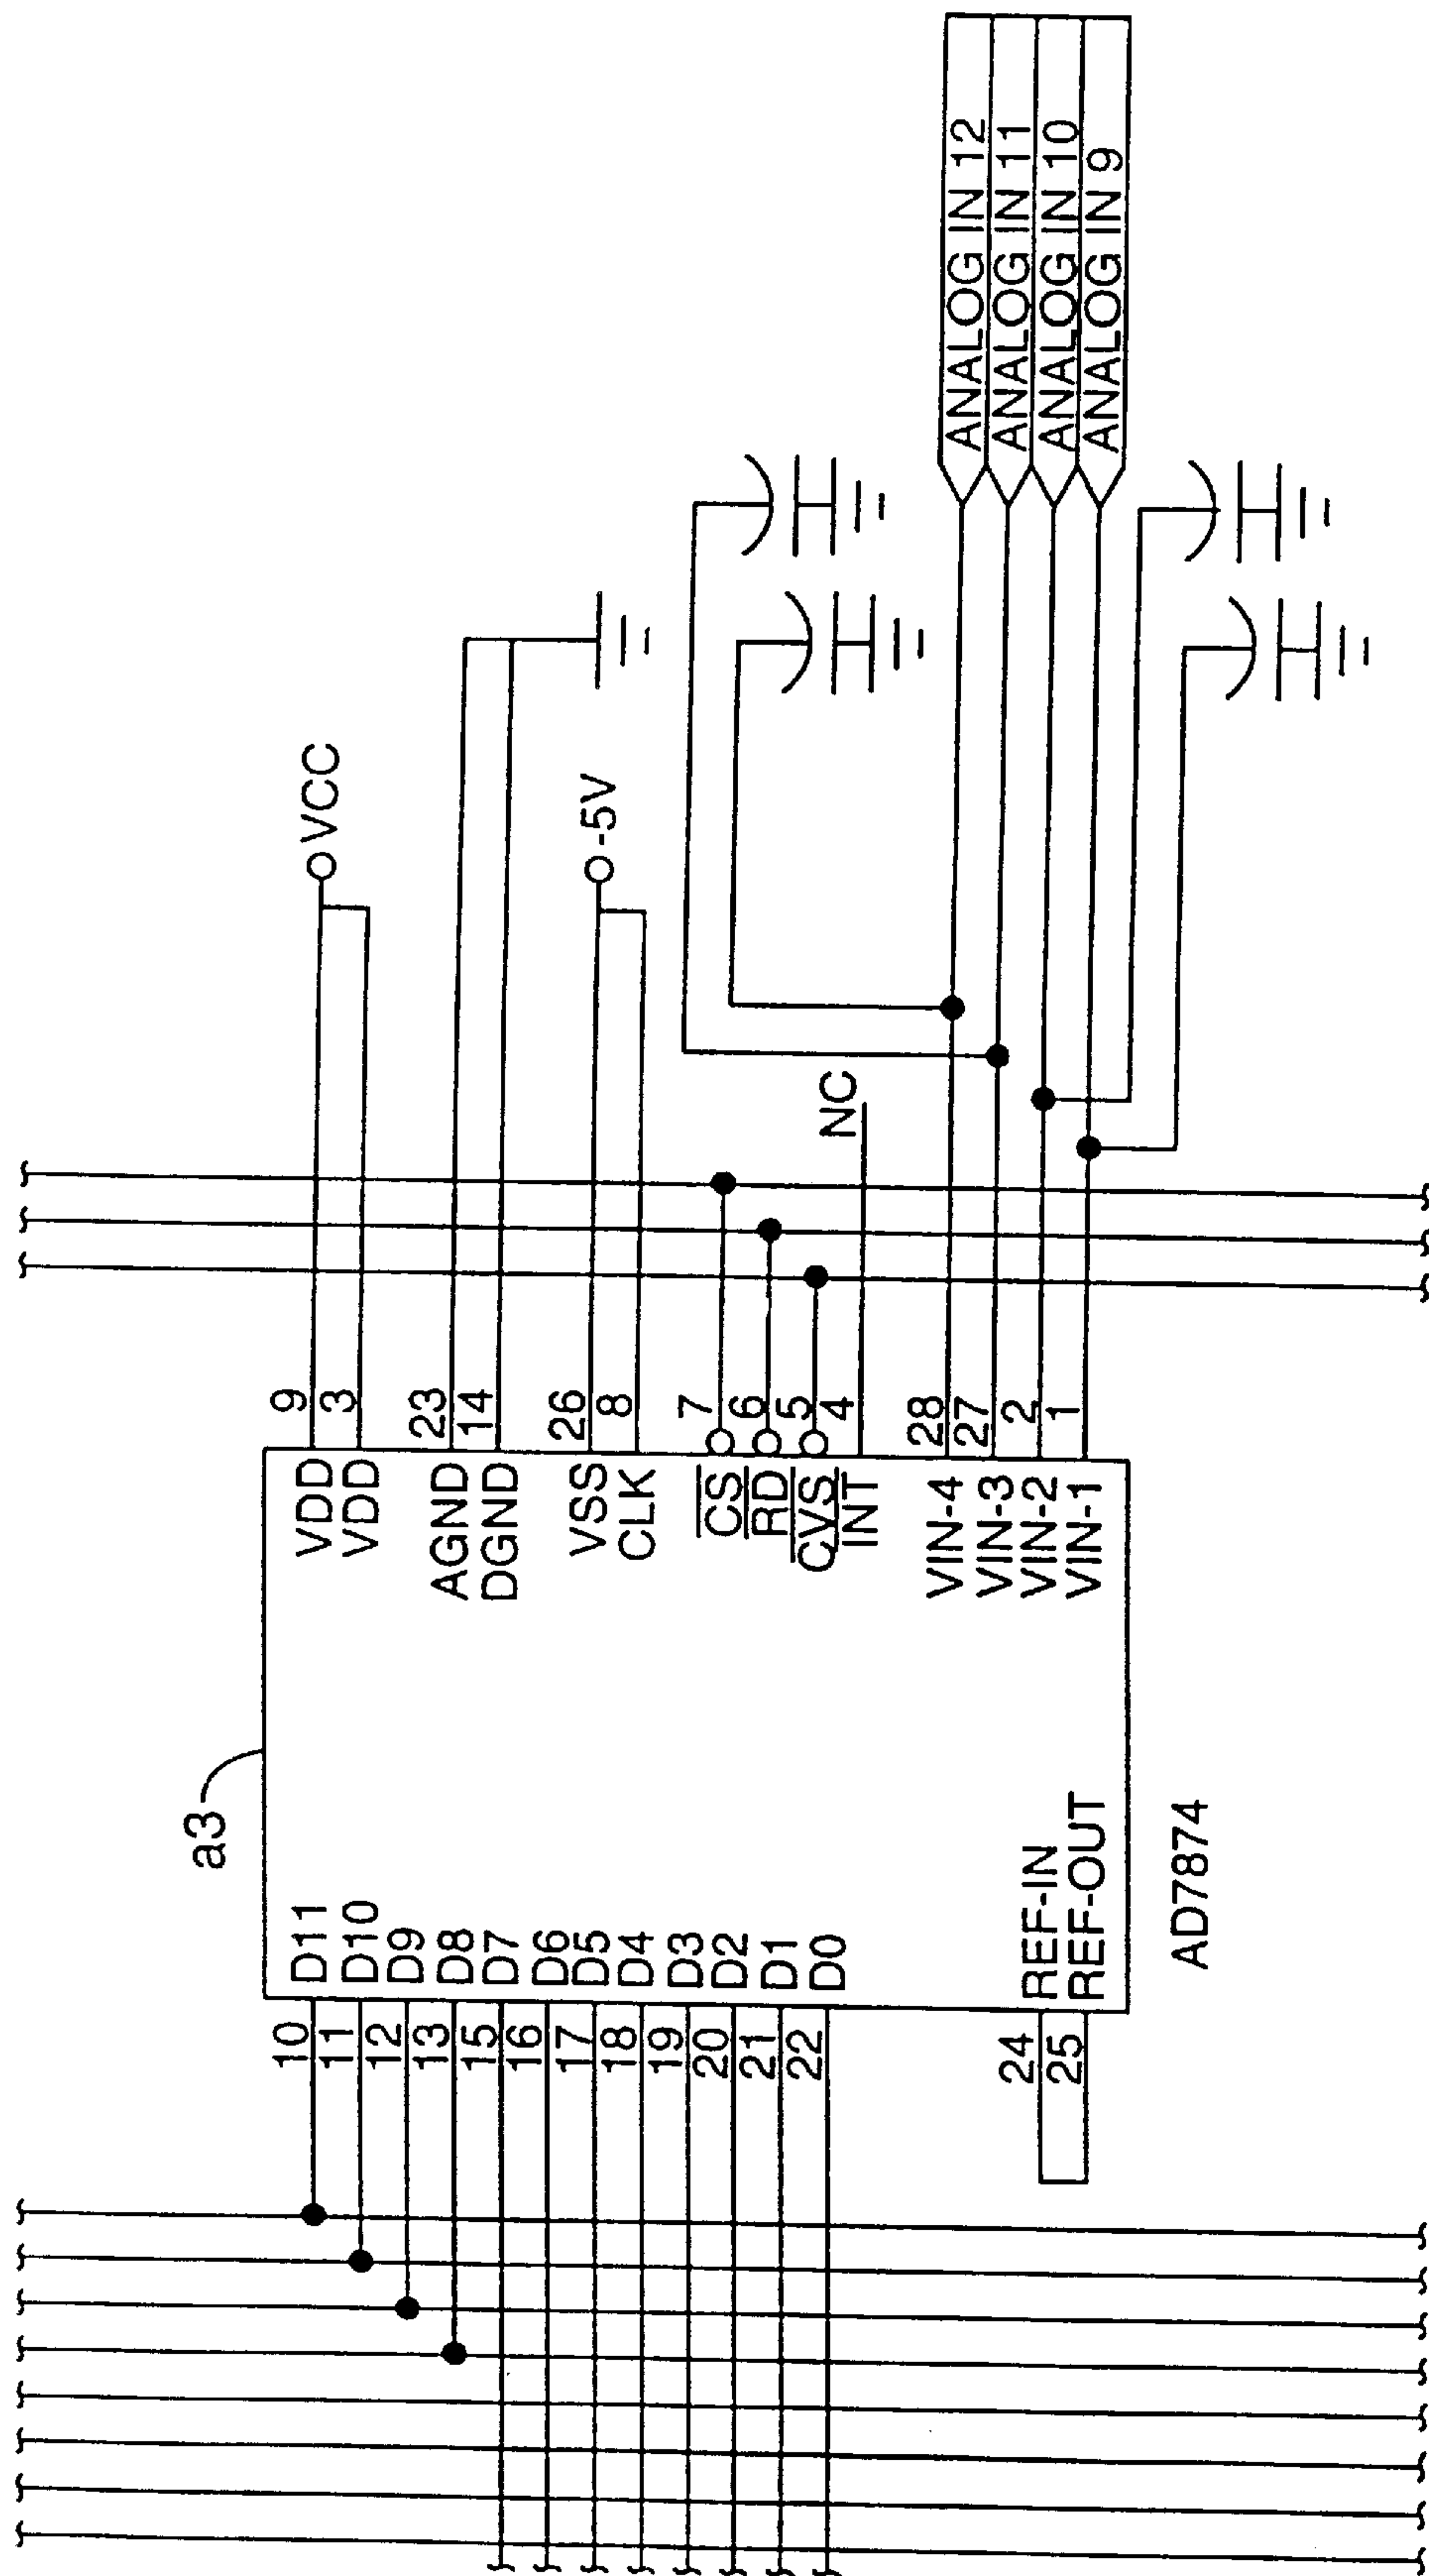 a3
D11
D10
D9
D8
D7
D6
D5
D4
D3
D2
D1
D0
REF-IN
REF-OUT
10
11
12
13
15
16
17
18
19
20
21
22
24
25
VDD
VDD
AGND
DGND
VSS
CLK
CS
RD
CVS
INT
VIN-4
VIN-3
VIN-2
VIN-1
9
3
23
14
26
8
7
6
5
4
28
27
2
1
VCC
-5V
NC
ANALOG IN 12
ANALOG IN 11
ANALOG IN 10
ANALOG IN 9
AD7874